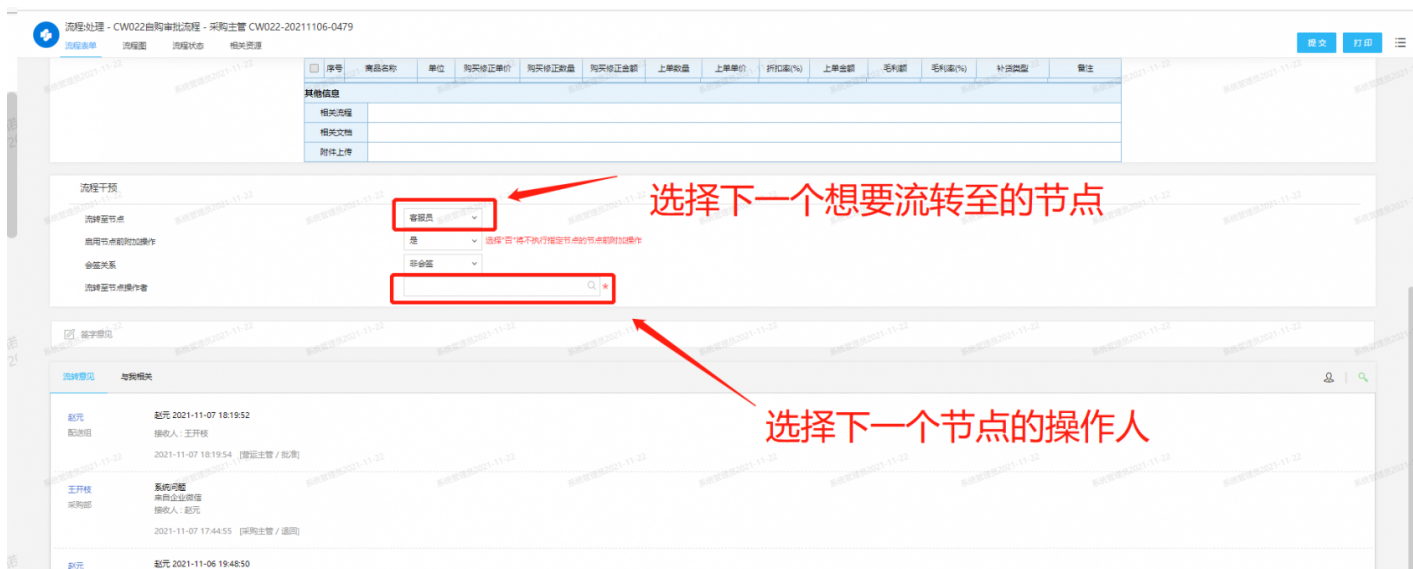 流程:处理 - CW022自购审批流程 - 采购主管 CW022-20211106-0479
流程表单 流程图 流程状态 相关资源
提交 打印
序号 商品名称 单位 购买修正单价 购买修正数量 购买修正金额 上单数量 上单单价 折扣率(%) 上单金额 毛利额 毛利率(%) 补货类型 备注
其他信息
相关流程
相关文档
附件上传
流程干预
选择下一个想要流转至的节点
流转至节点 客服员
启用节点前附加操作 是 选择"否"将不执行指定节点的节点前附加操作
会签关系 非会签
流转至节点操作者 *
签字意见
流转意见 与我相关
选择下一个节点的操作人
赵元 赵元 2021-11-07 18:19:52
配送组 接收人 : 王开枝
2021-11-07 18:19:54 [营运主管 / 批准]
王开枝 系统问题
来自企业微信
采购部 接收人 : 赵元
2021-11-07 17:44:55 [采购主管 / 退回]
赵元 赵元 2021-11-06 19:48:50
系统管理员2021-11-22